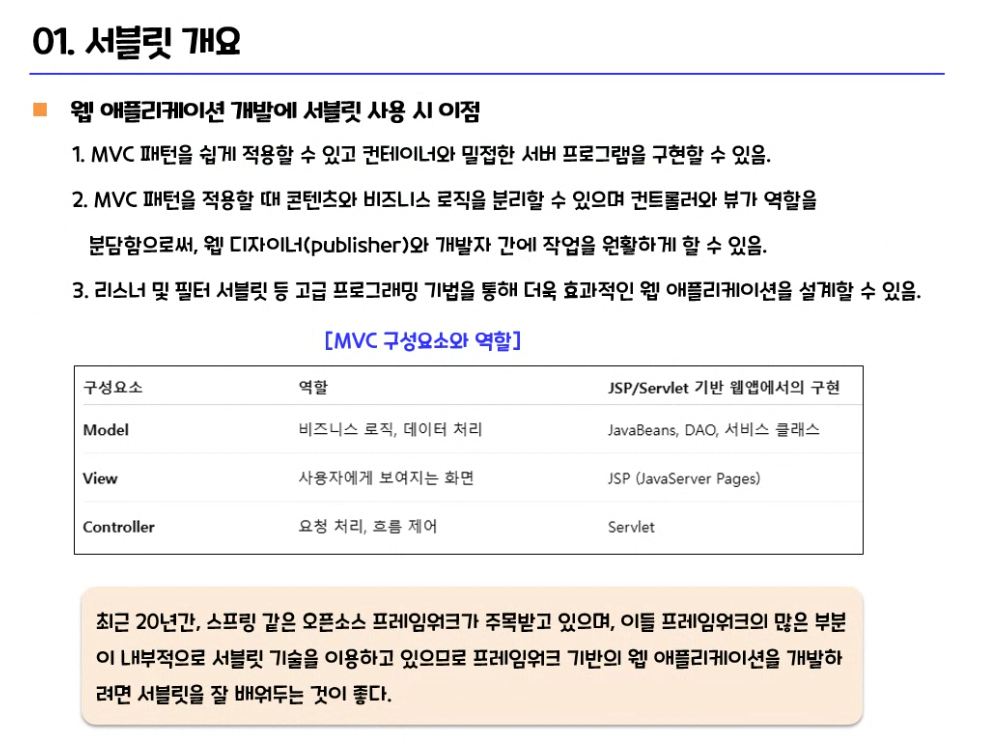 01. 서블릿 개요
■ 웹 애플리케이션 개발에 서블릿 사용 시 이점
1. MVC 패턴을 쉽게 적용할 수 있고 컨테이너와 밀접한 서버 프로그램을 구현할 수 있음.
2. MVC 패턴을 적용할 때 콘텐츠와 비즈니스 로직을 분리할 수 있으며 컨트롤러와 뷰가 역할을
분담함으로써, 웹 디자이너(publisher)와 개발자 간에 작업을 원활하게 할 수 있음.
3. 리스너 및 필터 서블릿 등 고급 프로그래밍 기법을 통해 더욱 효과적인 웹 애플리케이션을 설계할 수 있음.
[MVC 구성요소와 역할]
구성요소 역할 JSP/Servlet 기반 웹앱에서의 구현
Model 비즈니스 로직, 데이터 처리 JavaBeans, DAO, 서비스 클래스
View 사용자에게 보여지는 화면 JSP (JavaServer Pages)
Controller 요청 처리, 흐름 제어 Servlet
최근 20년간, 스프링 같은 오픈소스 프레임워크가 주목받고 있으며, 이들 프레임워크의 많은 부분
이 내부적으로 서블릿 기술을 이용하고 있으므로 프레임워크 기반의 웹 애플리케이션을 개발하
려면 서블릿을 잘 배워두는 것이 좋다.